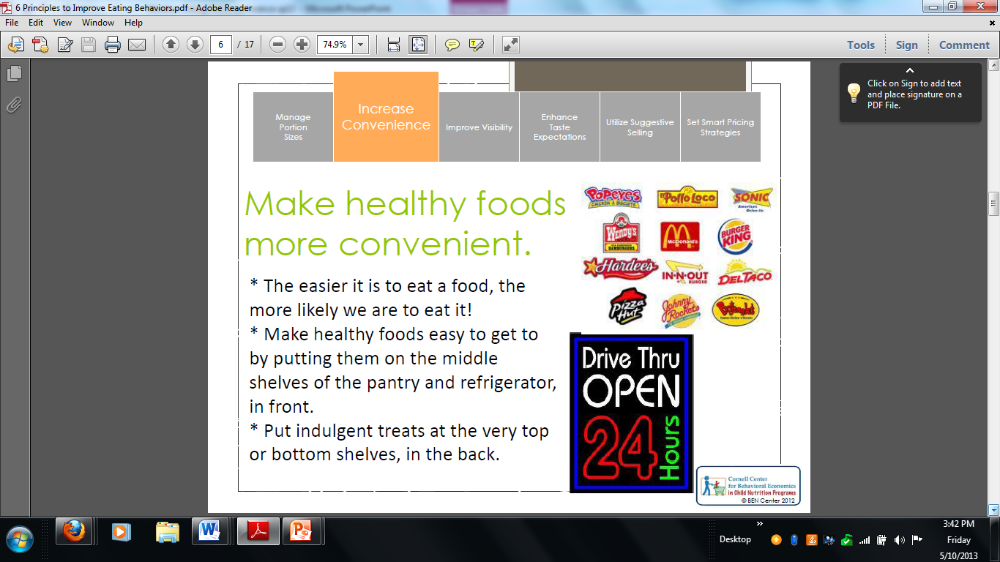 6 Principles to Improve Eating Behaviors.pdf - Adobe Reader
File Edit View Window Help
6 / 17 74.9% Tools Sign Comment
Click on Sign to add text
and place signature on a
PDF File.
Manage
Portion
Sizes
Increase
Convenience
Improve Visibility
Enhance
Taste
Expectations
Utilize Suggestive
Selling
Set Smart Pricing
Strategies
Make healthy foods
more convenient.
* The easier it is to eat a food, the
more likely we are to eat it!
* Make healthy foods easy to get to
by putting them on the middle
shelves of the pantry and refrigerator,
in front.
* Put indulgent treats at the very top
or bottom shelves, in the back.
POPEYES
CHICKEN & BISCUITS
El Pollo Loco
SONIC
America's
Drive-In
WENDY'S
OLD FASHIONED
HAMBURGERS
McDonald's
BURGER
KING
Hardee's
IN-N-OUT
BURGER
DEL TACO
Pizza
Hut
Johnny
Rockets
Bojangles'
Drive Thru
OPEN
24
Hours
Cornell Center
for Behavioral Economics
in Child Nutrition Programs
© BEN Center 2012
Desktop
3:42 PM
Friday
5/10/2013